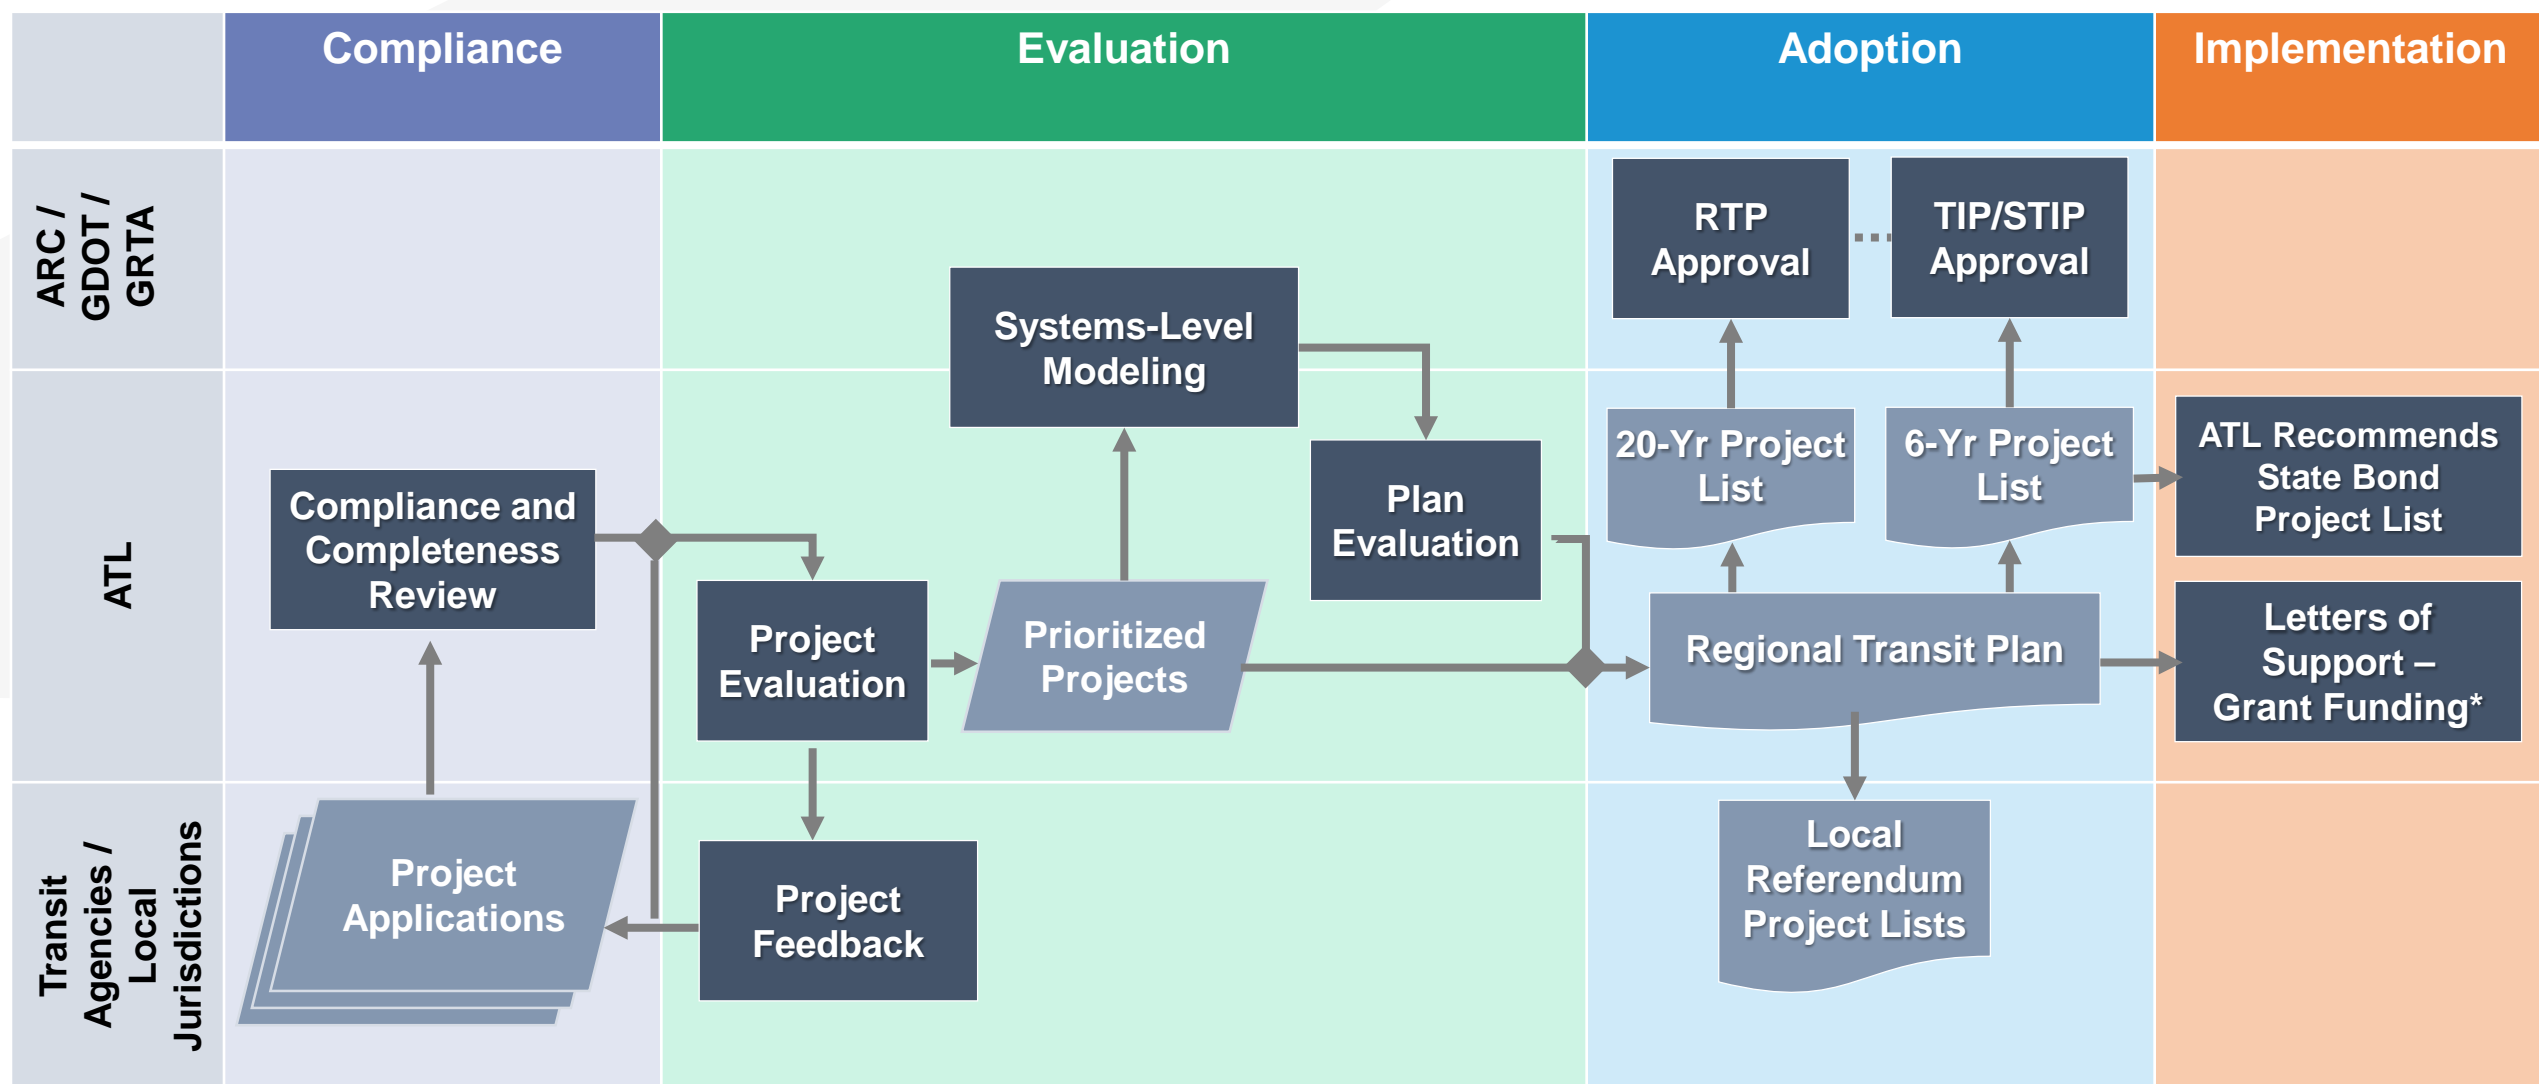 Compliance
Evaluation
Adoption
Implementation
ARC /
GDOT /
GRTA
RTP
Approval
TIP/STIP
Approval
Systems-Level
Modeling
ATL
Compliance and
Completeness
Review
Project
Evaluation
Prioritized
Projects
Plan
Evaluation
20-Yr Project
List
6-Yr Project
List
Regional Transit Plan
ATL Recommends
State Bond
Project List
Letters of
Support –
Grant Funding*
Transit
Agencies /
Local
Jurisdictions
Project
Applications
Project
Feedback
Local
Referendum
Project Lists